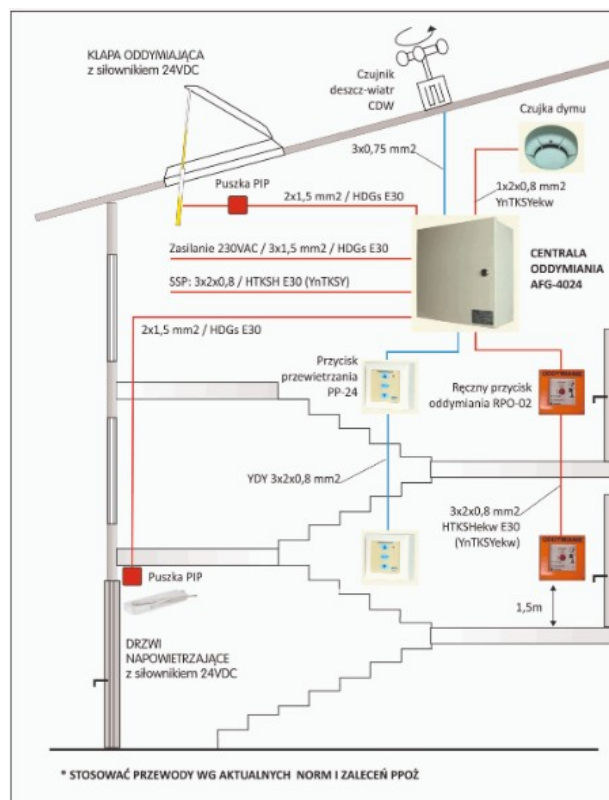 KLAPA ODDYMIAJĄCA
z siłownikiem 24VDC
Czujnik
deszcz-wiatr
CDW
Czujka dymu
3x0,75 mm2
Puszka PIP
2x1,5 mm2 / HDGs E30
1x2x0,8 mm2
YnTKSYekw
Zasilanie 230VAC / 3x1,5 mm2 / HDGs E30
SSP: 3x2x0,8 / HTKSH E30 (YnTKSY)
CENTRALA
ODDYMIANIA
AFG-4024
2x1,5 mm2 / HDGs E30
Przycisk
przewietrzania
PP-24
Ręczny przycisk
oddymiania RPO-02
ODDYMIANIE
YDY 3x2x0,8 mm2
3x2x0,8 mm2
HTKSHekw E30
(YnTKSYekw)
ODDYMIANIE
Puszka PIP
1,5m
DRZWI
NAPOWIETRZAJĄCE
z siłownikiem 24VDC
* STOSOWAĆ PRZEWODY WG AKTUALNYCH NORM I ZALECEŃ PPOŻ